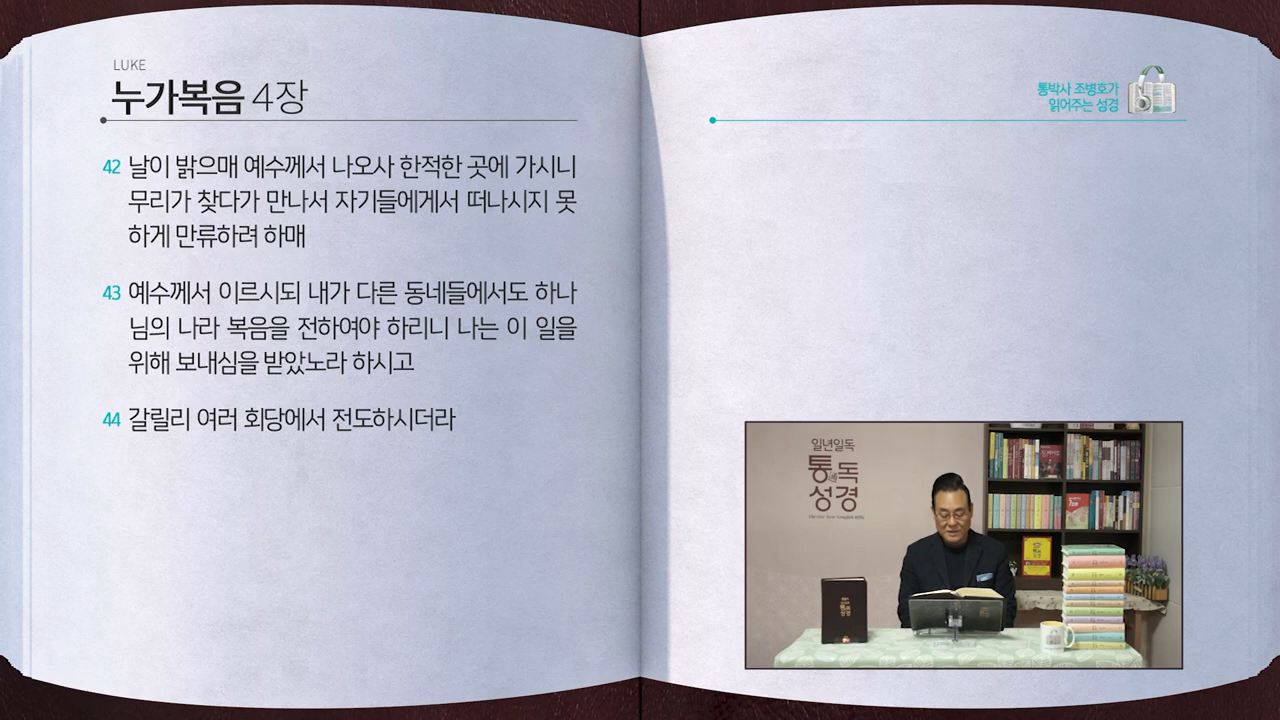 LUKE
누가복음 4장
42 날이 밝으매 예수께서 나오사 한적한 곳에 가시니
무리가 찾다가 만나서 자기들에게서 떠나시지 못
하게 만류하려 하매
43 예수께서 이르시되 내가 다른 동네들에서도 하나
님의 나라 복음을 전하여야 하리니 나는 이 일을
위해 보내심을 받았노라 하시고
44 갈릴리 여러 회당에서 전도하시더라
통박사 조병호가
읽어주는 성경
일년일독
통독
성경